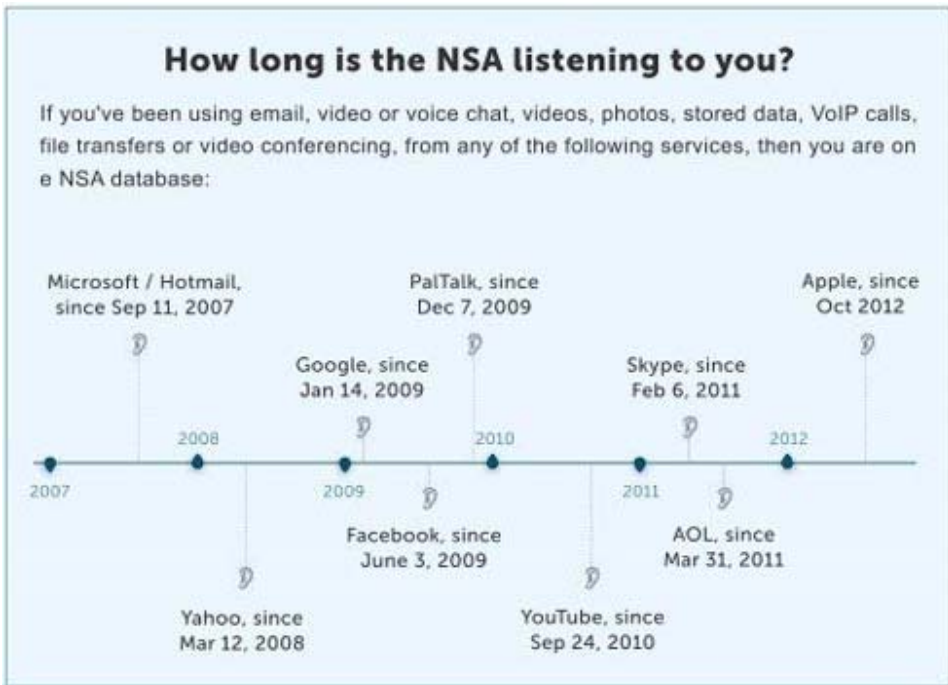 How long is the NSA listening to you?
If you've been using email, video or voice chat, videos, photos, stored data, VoIP calls,
file transfers or video conferencing, from any of the following services, then you are on
e NSA database:
Microsoft / Hotmail,
since Sep 11, 2007
PalTalk, since
Dec 7, 2009
Apple, since
Oct 2012
Google, since
Jan 14, 2009
Skype, since
Feb 6, 2011
2008
2010
2012
2007
2009
2011
Facebook, since
June 3, 2009
AOL, since
Mar 31, 2011
Yahoo, since
Mar 12, 2008
YouTube, since
Sep 24, 2010